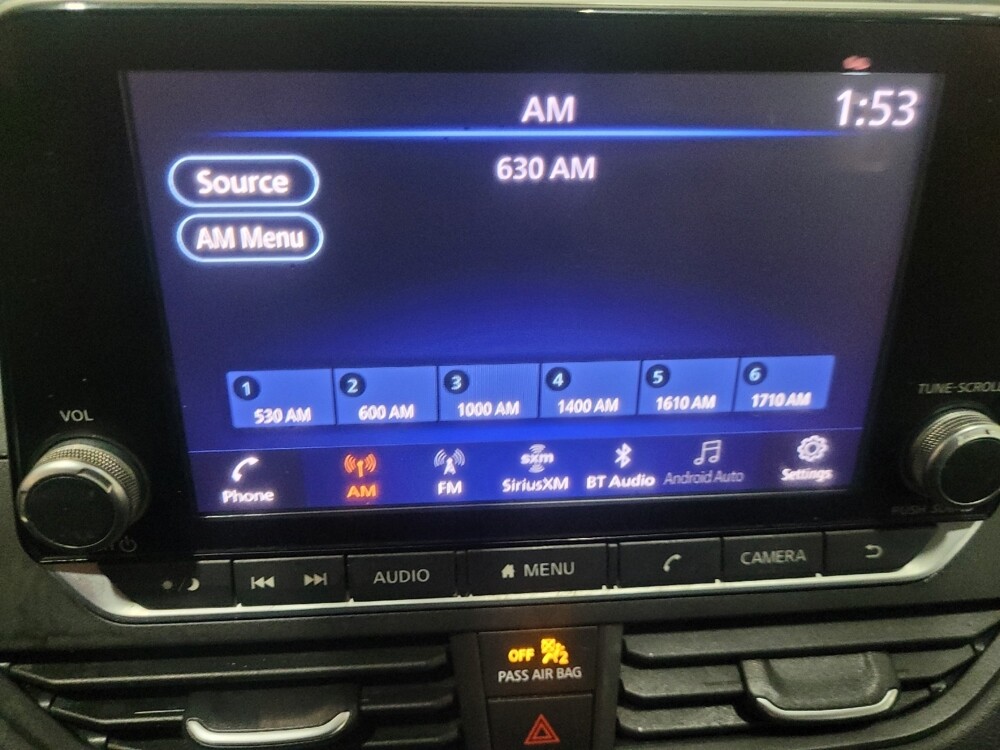 AM
1:53
630 AM
Source
AM Menu
1 2 3 4 5 6
530 AM 600 AM 1000 AM 1400 AM 1610 AM 1710 AM
sxm
Phone AM FM SiriusXM BT Audio Android Auto Settings
VOL
TUNE·SCROLL
PUSH
AUDIO MENU CAMERA
OFF 2
PASS AIR BAG